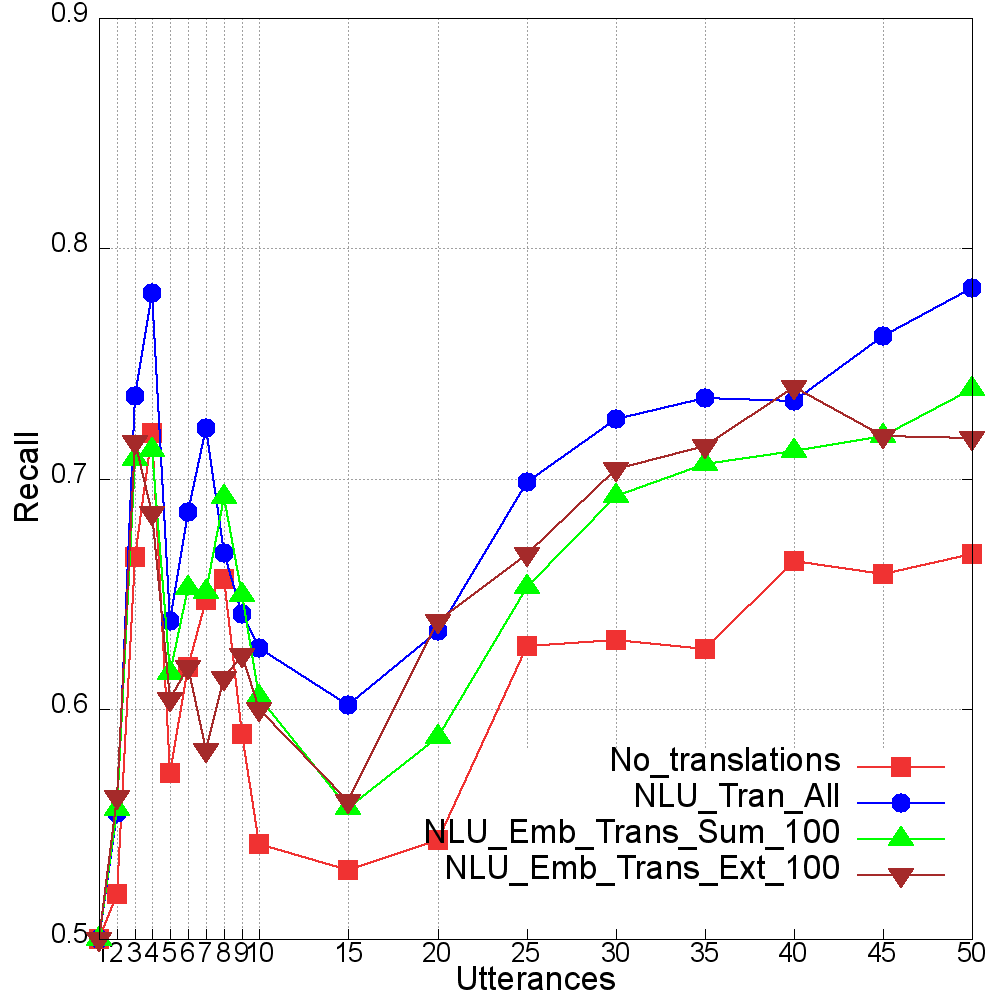 0.9
0.8
0.7
0.6
0.5
Recall
No_translations
NLU_Tran_All
NLU_Emb_Trans_Sum_100
NLU_Emb_Trans_Ext_100
1 2 3 4 5 6 7 8 9 10 15 20 25 30 35 40 45 50
Utterances